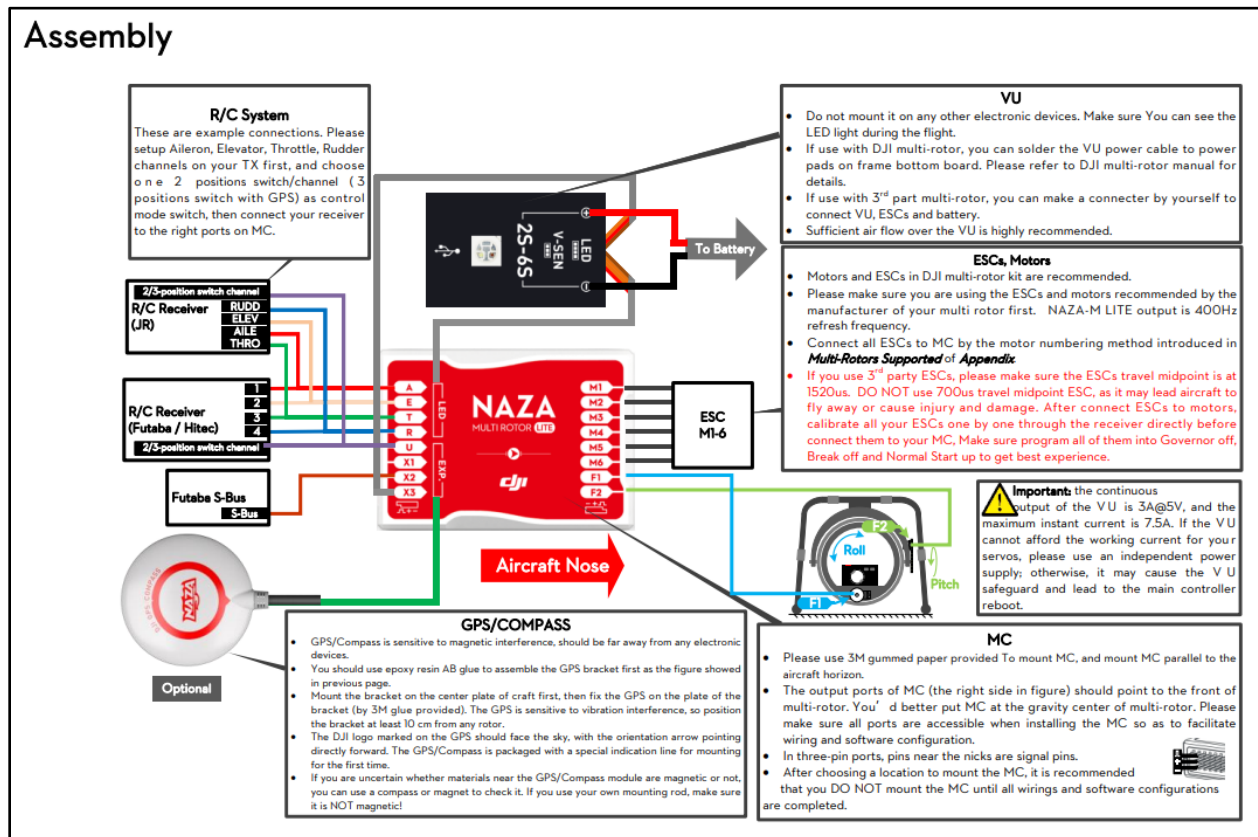 Assembly
R/C System
These are example connections. Please
setup Aileron, Elevator, Throttle, Rudder
channels on your TX first, and choose
one 2 positions switch/channel (3
positions switch with GPS) as control
mode switch, then connect your receiver
to the right ports on MC.
VU
• Do not mount it on any other electronic devices. Make sure You can see the
LED light during the flight.
• If use with DJI multi-rotor, you can solder the VU power cable to power
pads on frame bottom board. Please refer to DJI multi-rotor manual for
details.
• If use with 3rd part multi-rotor, you can make a connecter by yourself to
connect VU, ESCs and battery.
• Sufficient air flow over the VU is highly recommended.
LED
V-SEN
2S-6S
To Battery
ESCs, Motors
• Motors and ESCs in DJI multi-rotor kit are recommended.
• Please make sure you are using the ESCs and motors recommended by the
manufacturer of your multi rotor first. NAZA-M LITE output is 400Hz
refresh frequency.
• Connect all ESCs to MC by the motor numbering method introduced in
Multi-Rotors Supported of Appendix
• If you use 3rd party ESCs, please make sure the ESCs travel midpoint is at
1520us. DO NOT use 700us travel midpoint ESC, as it may lead aircraft to
fly away or cause injury and damage. After connect ESCs to motors,
calibrate all your ESCs one by one through the receiver directly before
connect them to your MC, Make sure program all of them into Governor off,
Break off and Normal Start up to get best experience.
2/3-position switch channel
R/C Receiver
(JR)
RUDD
ELEV
AILE
THRO
R/C Receiver
(Futaba / Hitec)
1
2
3
4
2/3-position switch channel
Futaba S-Bus
S-Bus
A
E
T
R
U
X1
X2
X3
LED
EXP.
NAZA
MULTI ROTOR LITE
dji
M1
M2
M3
M4
M5
M6
F1
F2
ESC
M1-6
Aircraft Nose
F2
Roll
Pitch
F1
Important: the continuous
output of the VU is 3A@5V, and the
maximum instant current is 7.5A. If the VU
cannot afford the working current for your
servos, please use an independent power
supply; otherwise, it may cause the VU
safeguard and lead to the main controller
reboot.
NAZA
DJI GPS-COMPASS
Optional
GPS/COMPASS
• GPS/Compass is sensitive to magnetic interference, should be far away from any electronic
devices.
• You should use epoxy resin AB glue to assemble the GPS bracket first as the figure showed
in previous page.
• Mount the bracket on the center plate of craft first, then fix the GPS on the plate of the
bracket (by 3M glue provided). The GPS is sensitive to vibration interference, so position
the bracket at least 10 cm from any rotor.
• The DJI logo marked on the GPS should face the sky, with the orientation arrow pointing
directly forward. The GPS/Compass is packaged with a special indication line for mounting
for the first time.
• If you are uncertain whether materials near the GPS/Compass module are magnetic or not,
you can use a compass or magnet to check it. If you use your own mounting rod, make sure
it is NOT magnetic!
MC
• Please use 3M gummed paper provided To mount MC, and mount MC parallel to the
aircraft horizon.
• The output ports of MC (the right side in figure) should point to the front of
multi-rotor. You' d better put MC at the gravity center of multi-rotor. Please
make sure all ports are accessible when installing the MC so as to facilitate
wiring and software configuration.
• In three-pin ports, pins near the nicks are signal pins.
• After choosing a location to mount the MC, it is recommended
that you DO NOT mount the MC until all wirings and software configurations
are completed.